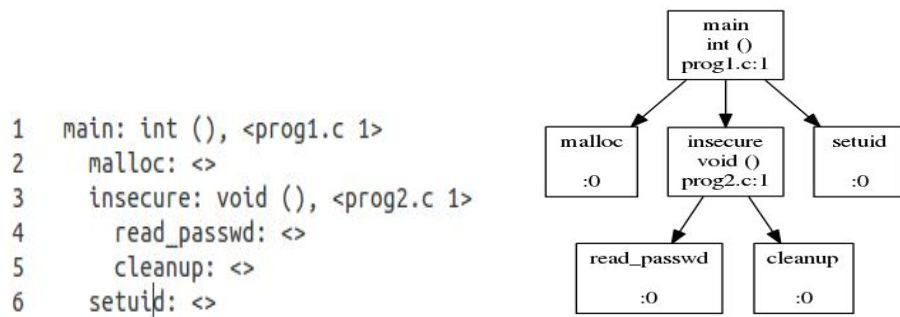 1 main: int (), <prog1.c 1>
2 malloc: <>
3 insecure: void (), <prog2.c 1>
4 read_passwd: <>
5 cleanup: <>
6 setuid: <>
main
int ()
prog1.c:1
malloc
:0
insecure
void ()
prog2.c:1
setuid
:0
read_passwd
:0
cleanup
:0